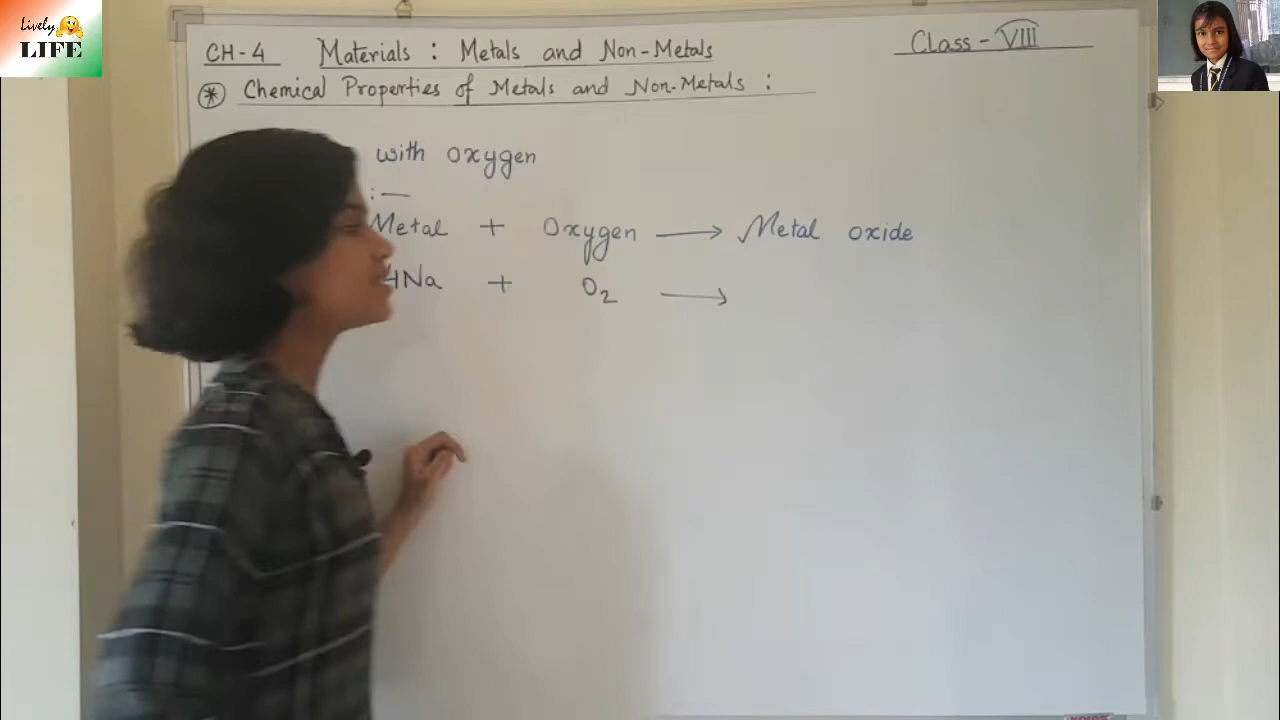 Lively
LIFE
CH-4 Materials : Metals and Non-Metals
Class - VIII
* Chemical Properties of Metals and Non-Metals :
with oxygen
:—
Metal + Oxygen → Metal oxide
4Na + O2 →